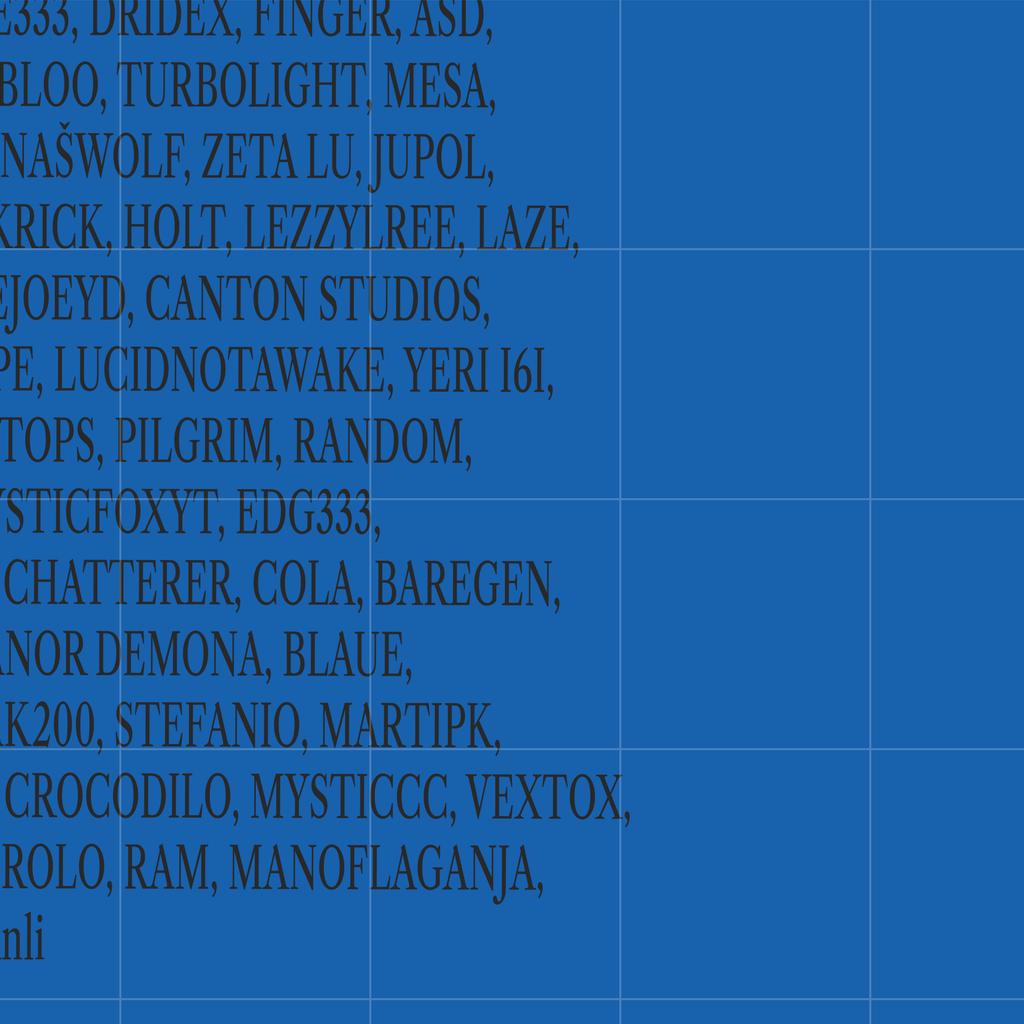 E333, DRIDEX, FINGER, ASD,
BLOO, TURBOLIGHT, MESA,
NAŠWOLF, ZETA LU, JUPOL,
KRICK, HOLT, LEZZYLREE, LAZE,
EJOEYD, CANTON STUDIOS,
PE, LUCIDNOTAWAKE, YERI I6I,
TOPS, PILGRIM, RANDOM,
YSTICFOXYT, EDG333,
CHATTERER, COLA, BAREGEN,
ANOR DEMONA, BLAUE,
K200, STEFANIO, MARTIPK,
CROCODILO, MYSTICCC, VEXTOX,
ROLO, RAM, MANOFLAGANJA,
nli